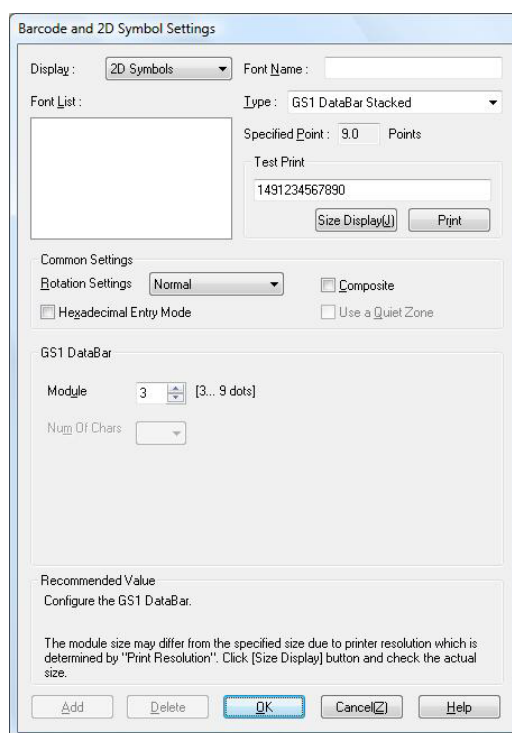 Barcode and 2D Symbol Settings
Display : 2D Symbols Font Name :
Font List : Type : GS1 DataBar Stacked
Specified Point : 9.0 Points
Test Print
1491234567890
Size Display(J) Print
Common Settings
Rotation Settings Normal Composite
Hexadecimal Entry Mode Use a Quiet Zone
GS1 DataBar
Module 3 [3... 9 dots]
Num Of Chars
Recommended Value
Configure the GS1 DataBar.
The module size may differ from the specified size due to printer resolution which is
determined by "Print Resolution". Click [Size Display] button and check the actual
size.
Add Delete OK Cancel(Z) Help